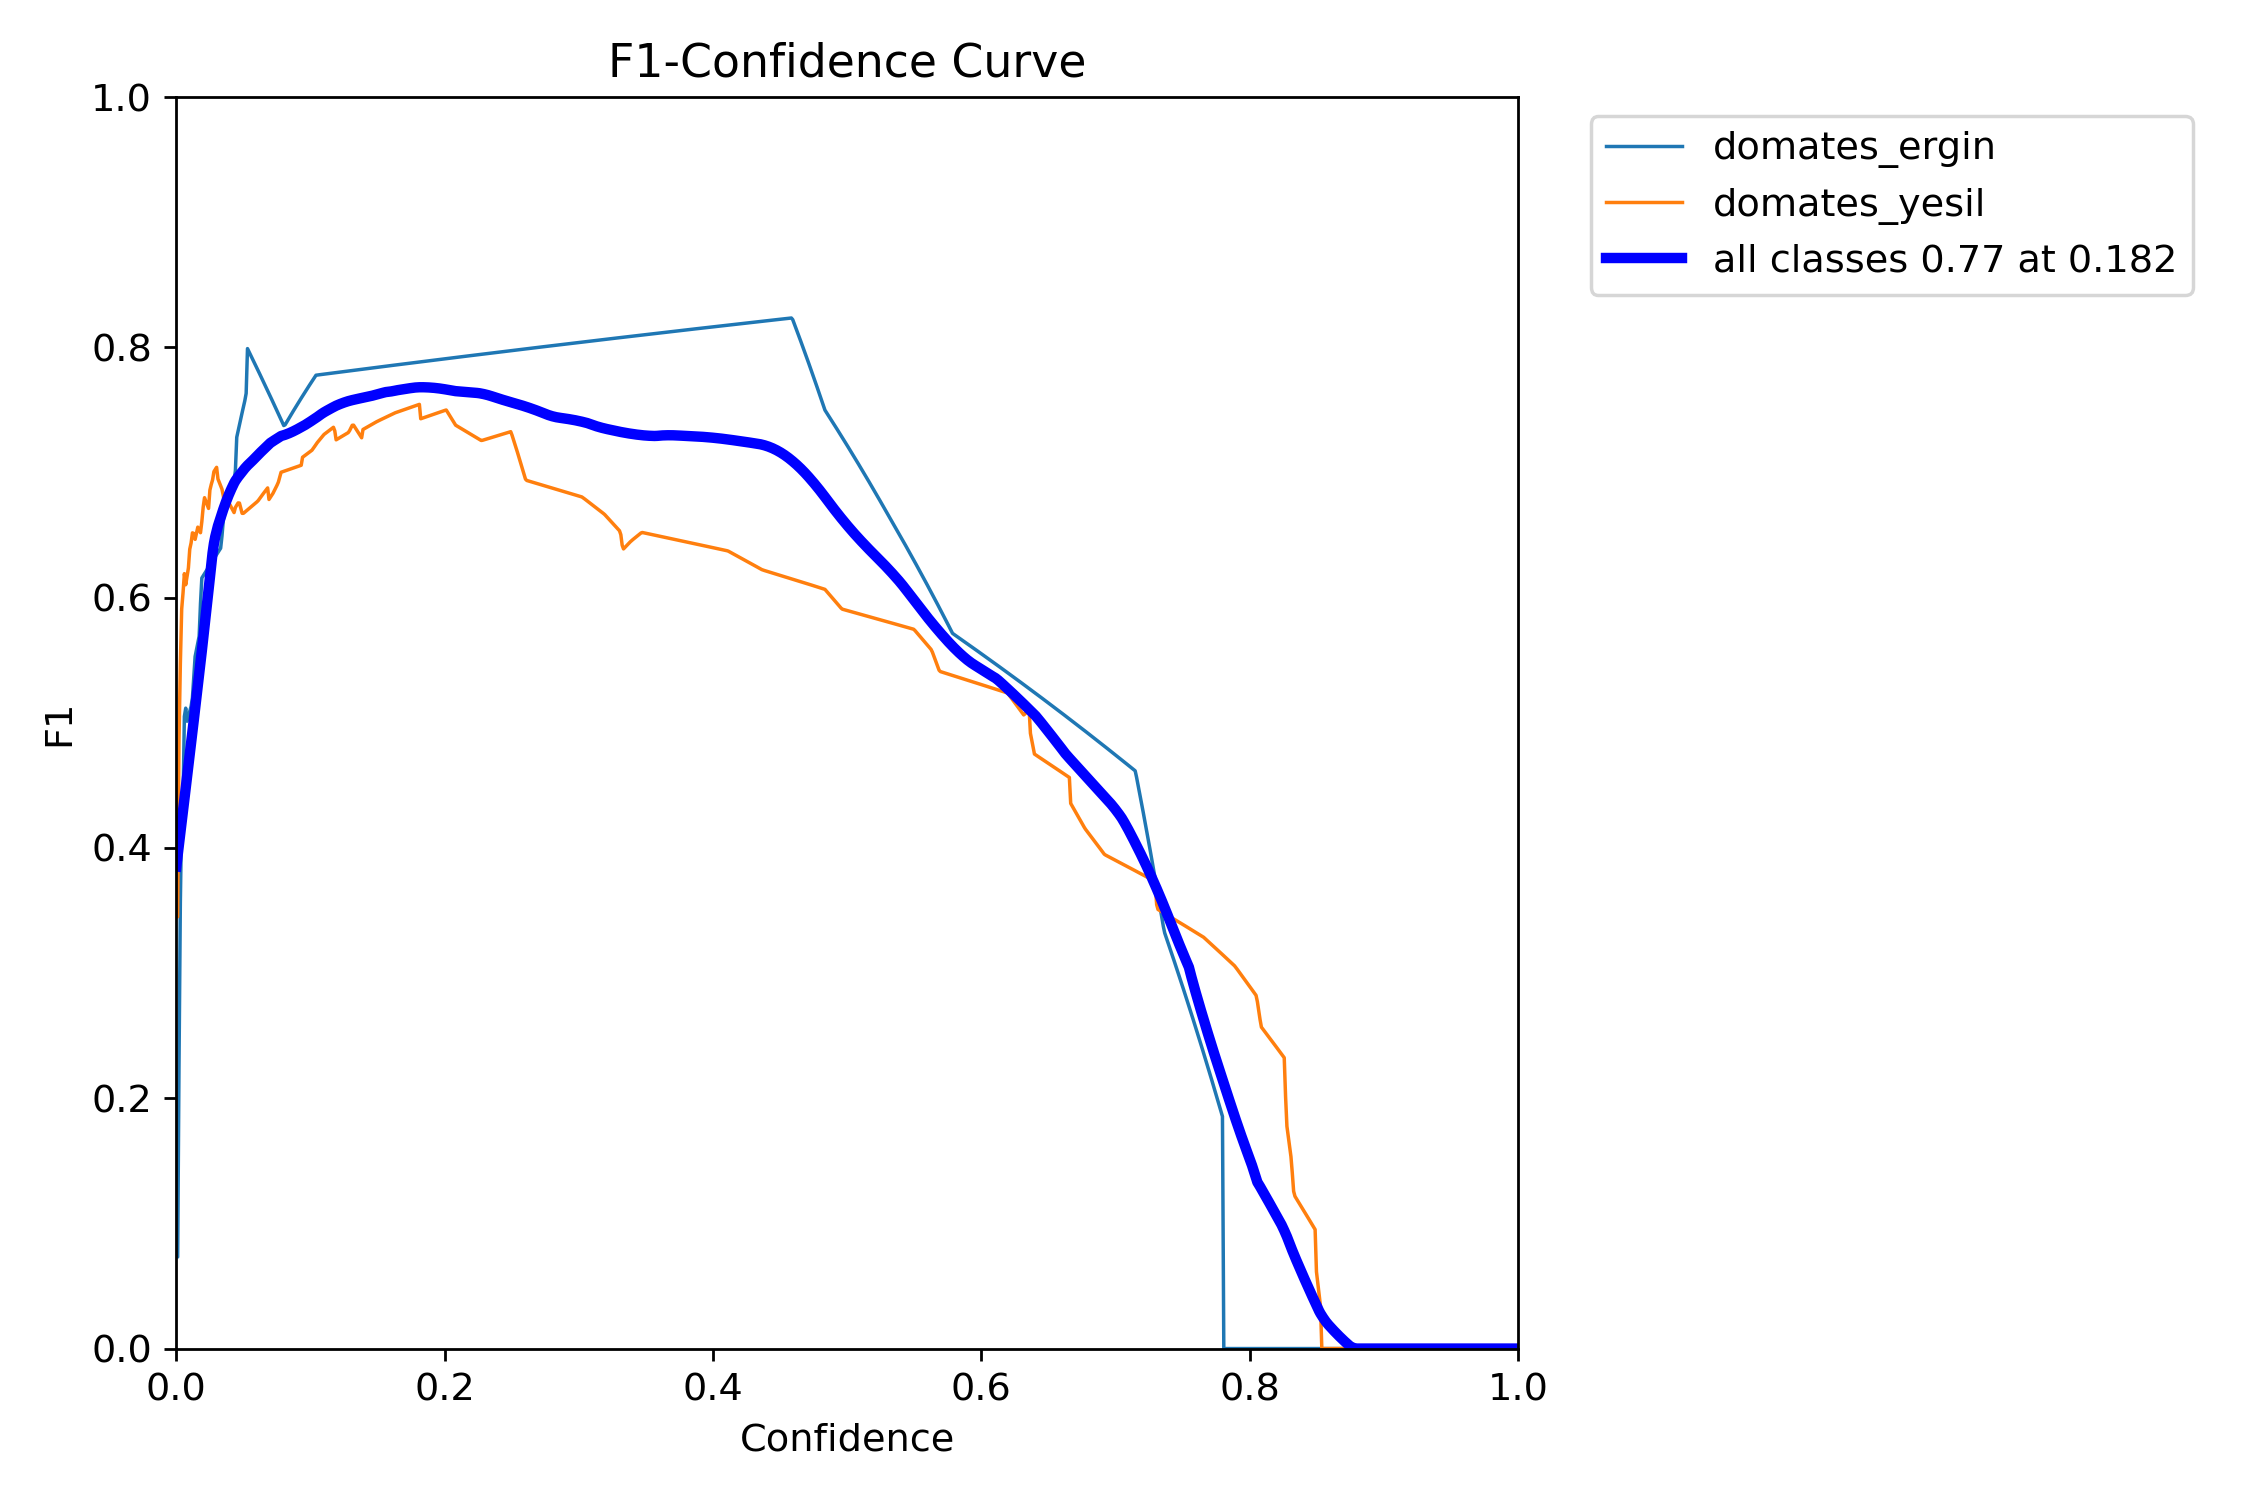 F1-Confidence Curve
domates_ergin
domates_yesil
all classes 0.77 at 0.182
F1
1.0
0.8
0.6
0.4
0.2
0.0
0.0 0.2 0.4 0.6 0.8 1.0
Confidence